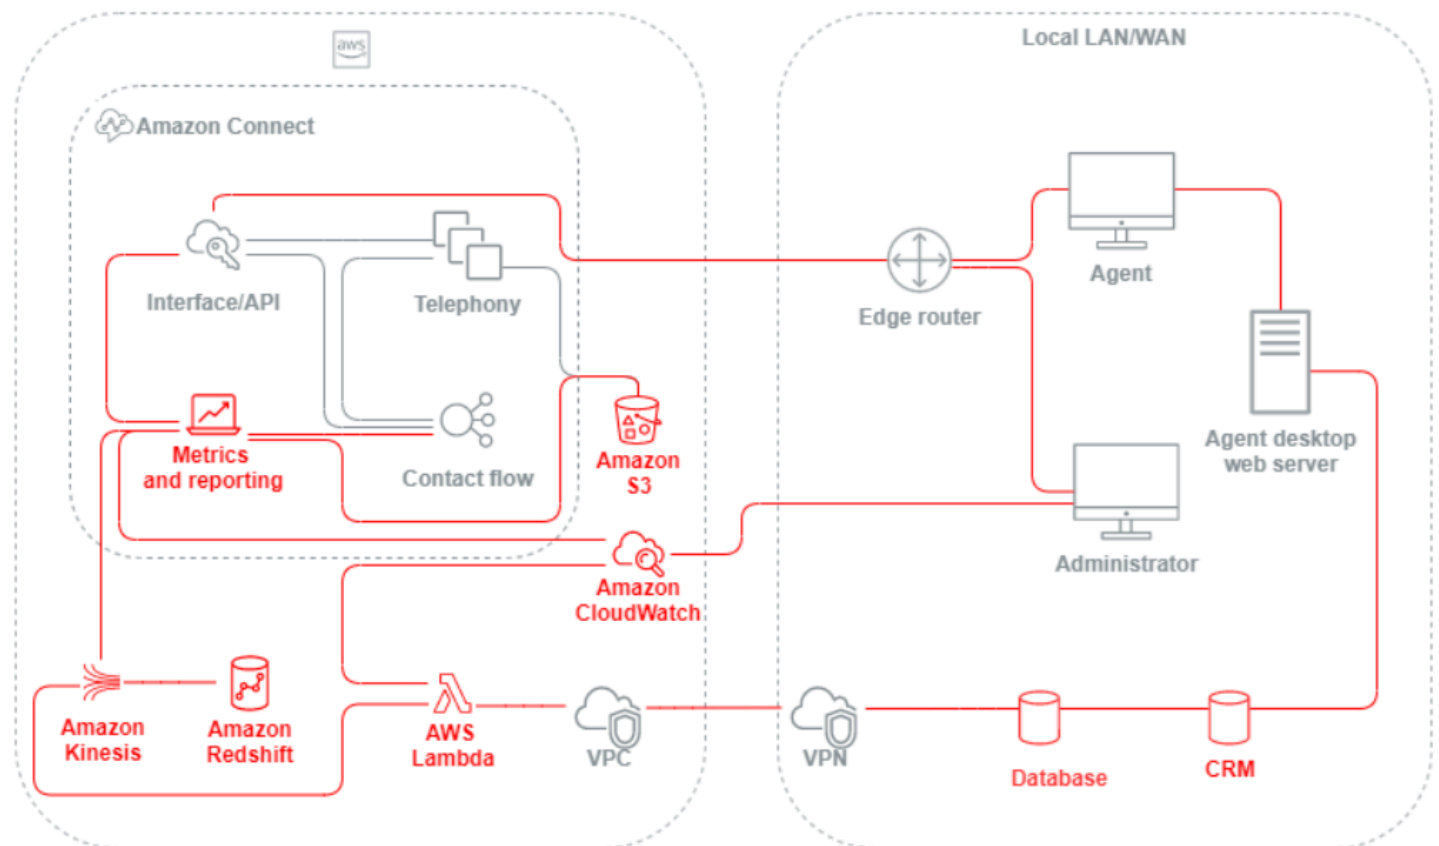 aws
Local LAN/WAN
Amazon Connect
Interface/API
Telephony
Edge router
Agent
Metrics
and reporting
Contact flow
Amazon
S3
Agent desktop
web server
Administrator
Amazon
CloudWatch
Amazon
Kinesis
Amazon
Redshift
AWS
Lambda
VPC
VPN
Database
CRM